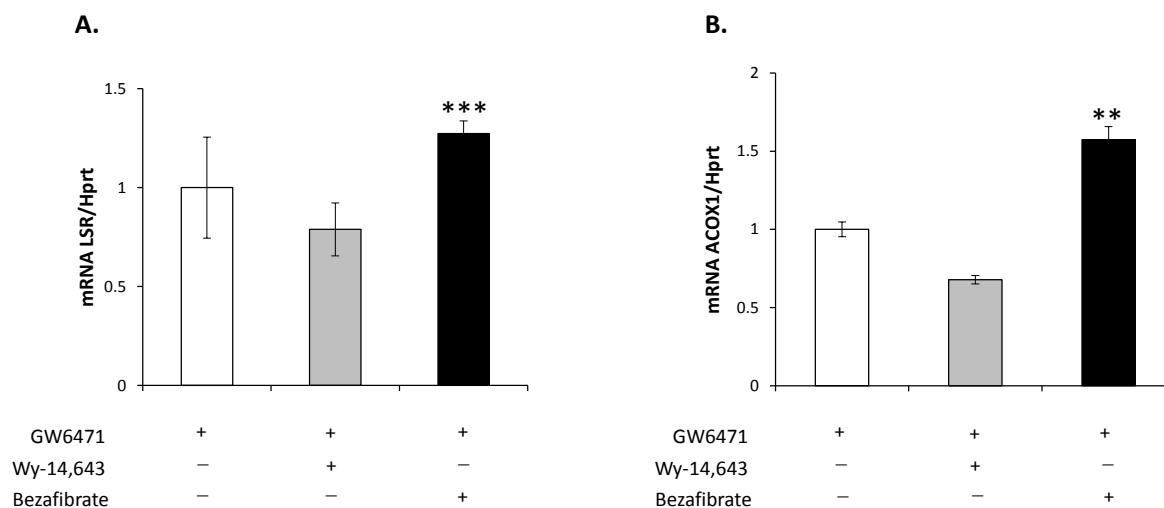 A.
mRNA LSR/Hprt
1.5
1
0.5
0
***
GW6471 + + +
Wy-14,643 – + –
Bezafibrate – – +
B.
mRNA ACOX1/Hprt
2
1.5
1
0.5
0
**
GW6471 + + +
Wy-14,643 – + –
Bezafibrate – – +